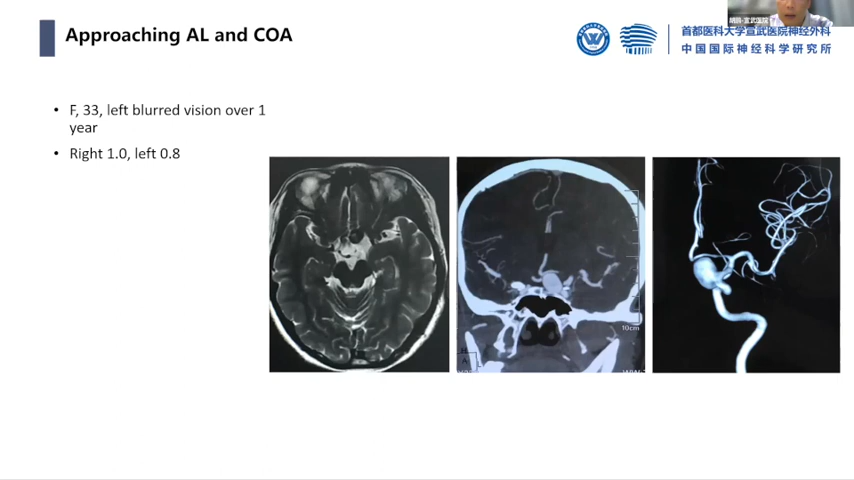 Approaching AL and COA
首都医科大学宣武医院神经外科
中国国际神经科学研究所
• F, 33, left blurred vision over 1
year
• Right 1.0, left 0.8
10cm